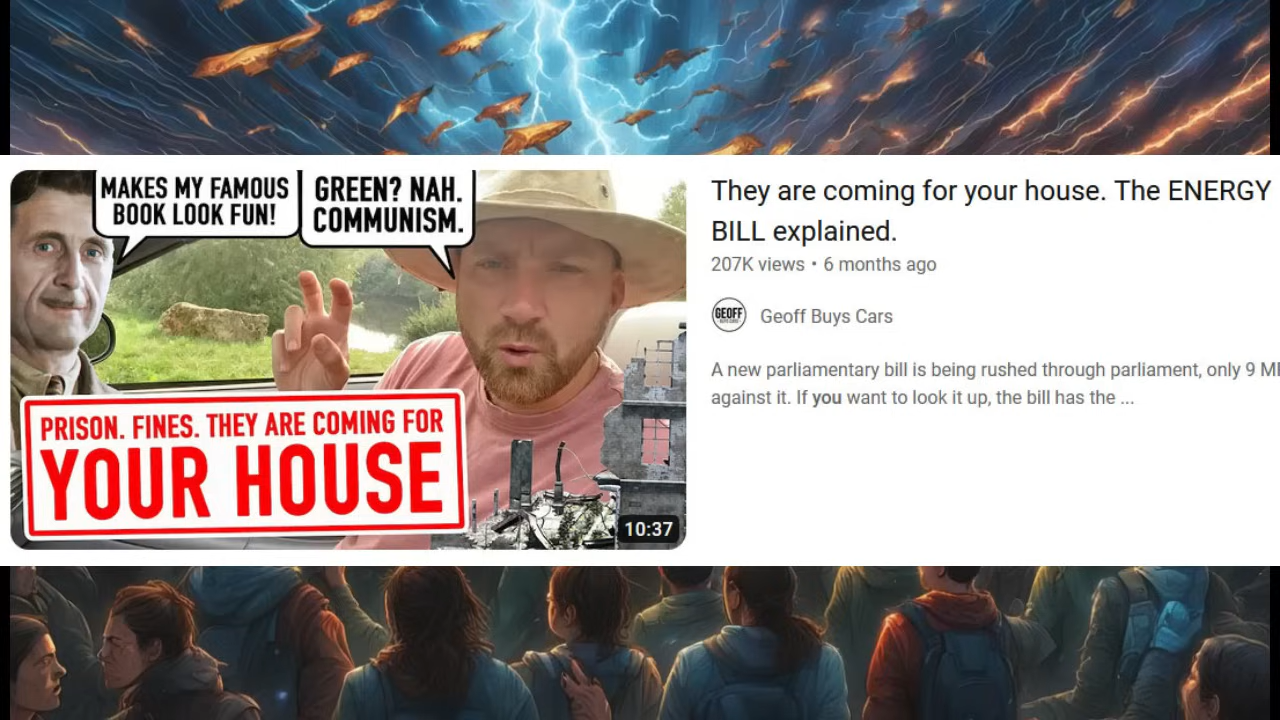 MAKES MY FAMOUS
BOOK LOOK FUN!
GREEN? NAH.
COMMUNISM.
PRISON. FINES. THEY ARE COMING FOR
YOUR HOUSE
10:37
They are coming for your house. The ENERGY
BILL explained.
207K views • 6 months ago
GEOFF
BUYS CARS
Geoff Buys Cars
A new parliamentary bill is being rushed through parliament, only 9
against it. If you want to look it up, the bill has the ...